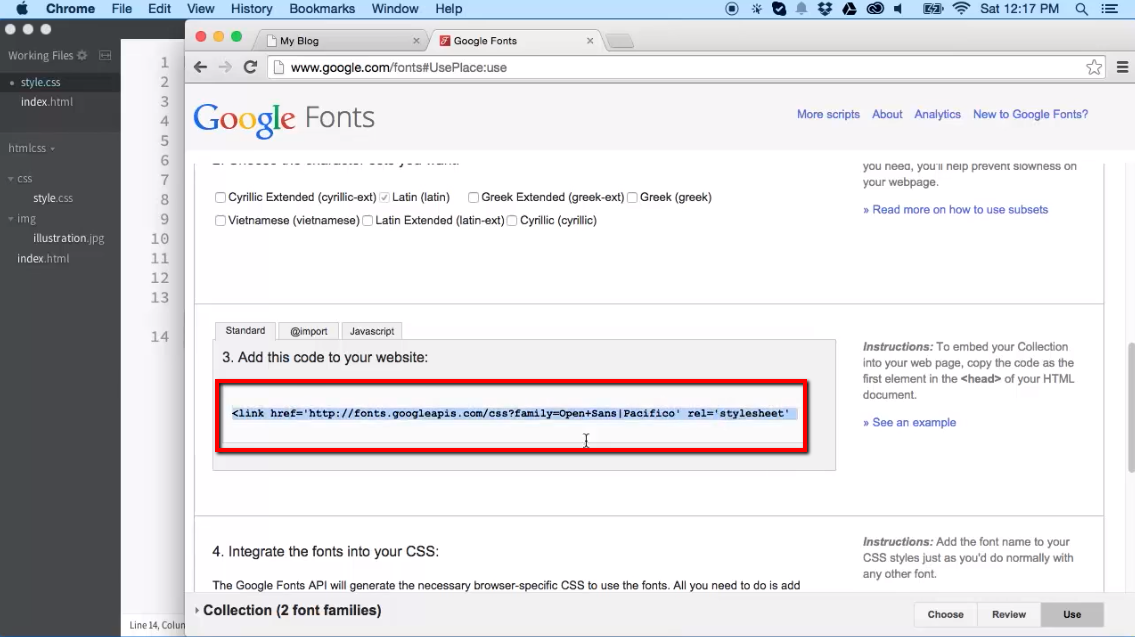 Chrome File Edit View History Bookmarks Window Help Sat 12:17 PM
My Blog
Google Fonts
Working Files
style.css
index.html
htmlcss
css
style.css
img
illustration.jpg
index.html
1
2
3
4
5
6
7
8
9
10
11
12
13
14
Line 14, Colum
www.google.com/fonts#UsePlace:use
Google Fonts
More scripts About Analytics New to Google Fonts?
2. Choose the character sets you want:
Cyrillic Extended (cyrillic-ext) Latin (latin) Greek Extended (greek-ext) Greek (greek)
Vietnamese (vietnamese) Latin Extended (latin-ext) Cyrillic (cyrillic)
you need, you'll help prevent slowness on
your webpage.
» Read more on how to use subsets
Standard @import Javascript
3. Add this code to your website:
<link href='http://fonts.googleapis.com/css?family=Open+Sans|Pacifico' rel='stylesheet'
Instructions: To embed your Collection
into your web page, copy the code as the
first element in the <head> of your HTML
document.
» See an example
4. Integrate the fonts into your CSS:
The Google Fonts API will generate the necessary browser-specific CSS to use the fonts. All you need to do is add
Instructions: Add the font name to your
CSS styles just as you'd do normally with
any other font.
Collection (2 font families)
Choose Review Use